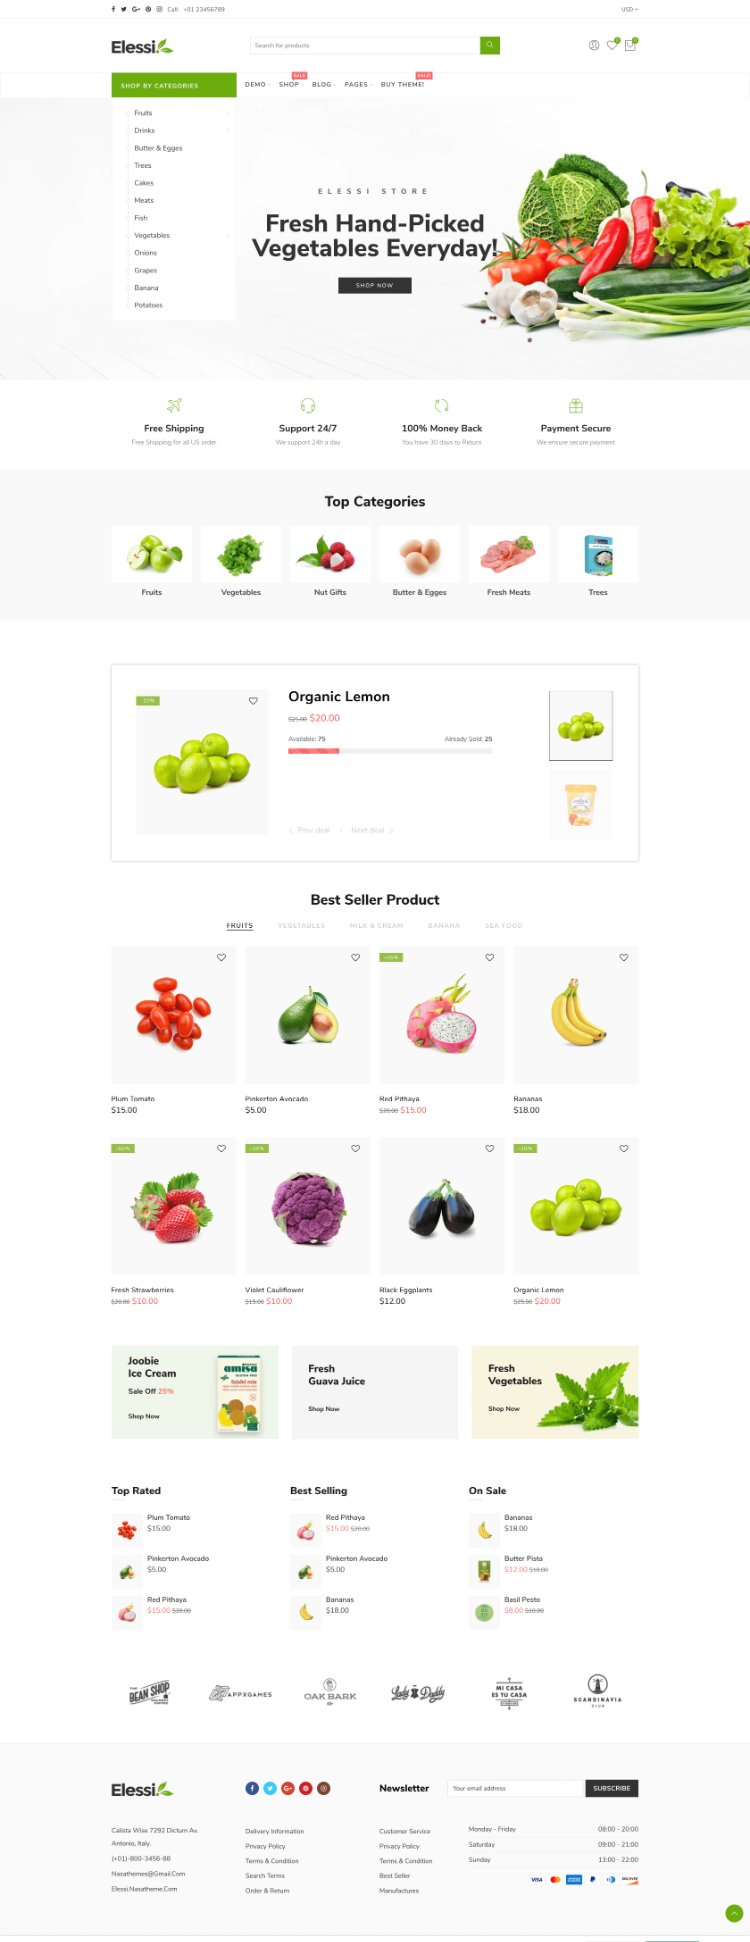 Call: +01 23456789
USD
Elessi.
Search for products
0
0
SHOP BY CATEGORIES
DEMO
SHOP
SALE
BLOG
PAGES
BUY THEME!
SALE!
Fruits
Drinks
Butter & Egges
Trees
Cakes
Meats
Fish
Vegetables
Onions
Grapes
Banana
Potatoes
ELESSI STORE
Fresh Hand-Picked
Vegetables Everyday!
SHOP NOW
Free Shipping
Free Shipping for all US order
Support 24/7
We support 24h a day
100% Money Back
You have 30 days to Return
Payment Secure
We ensure secure payment
Top Categories
Fruits
Vegetables
Nut Gifts
Butter & Egges
Fresh Meats
Trees
-20%
Organic Lemon
$25.00 $20.00
Available: 75
Already Sold: 25
Prev deal
Next deal
Best Seller Product
FRUITS
VEGETABLES
MILK & CREAM
BANANA
SEA FOOD
Plum Tomato
$15.00
Pinkerton Avocado
$5.00
-25%
Red Pithaya
$20.00 $15.00
Bananas
$18.00
-50%
Fresh Strawberries
$20.00 $10.00
-34%
Violet Cauliflower
$15.00 $10.00
Black Eggplants
$12.00
-20%
Organic Lemon
$25.00 $20.00
Joobie
Ice Cream
Sale Off 25%
Shop Now
amisa
Fresh
Guava Juice
Shop Now
Fresh
Vegetables
Shop Now
Top Rated
Plum Tomato
$15.00
Pinkerton Avocado
$5.00
Red Pithaya
$15.00 $20.00
Best Selling
Red Pithaya
$15.00 $20.00
Pinkerton Avocado
$5.00
Bananas
$18.00
On Sale
Bananas
$18.00
Butter Pista
$12.00 $18.00
Basil Pesto
$8.00 $10.00
THE
BEAN SHOP
APPXGAMES
OAK BARK
Lady & Daddy
MI CASA
ES TU CASA
SCANDINAVIA
CLUB
Elessi.
Newsletter
Your email address
SUBSCRIBE
Calista Wise 7292 Dictum Av.
Antonio, Italy.
(+01)-800-3456-88
Nasathemes@Gmail.Com
Elessi.Nasatheme.Com
Delivery Information
Privacy Policy
Terms & Condition
Search Terms
Order & Return
Customer Service
Privacy Policy
Terms & Condition
Best Seller
Manufactures
Monday - Friday
08:00 - 20:00
Saturday
09:00 - 21:00
Sunday
13:00 - 22:00
VISA
DISCOVER